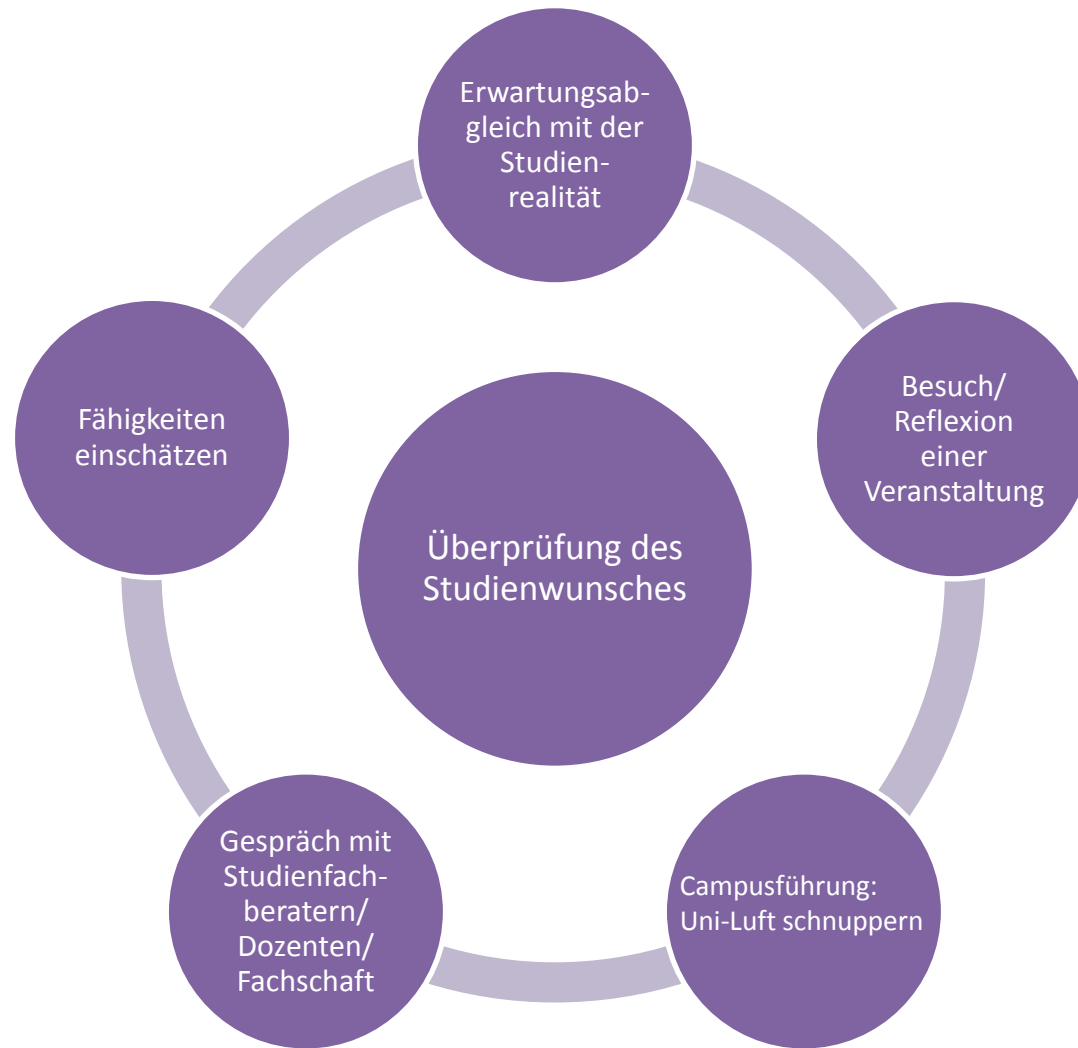 Erwartungsab-
gleich mit der
Studien-
realität
Besuch/
Reflexion
einer
Veranstaltung
Campusführung:
Uni-Luft schnuppern
Gespräch mit
Studienfach-
beratern/
Dozenten/
Fachschaft
Fähigkeiten
einschätzen
Überprüfung des
Studienwunsches